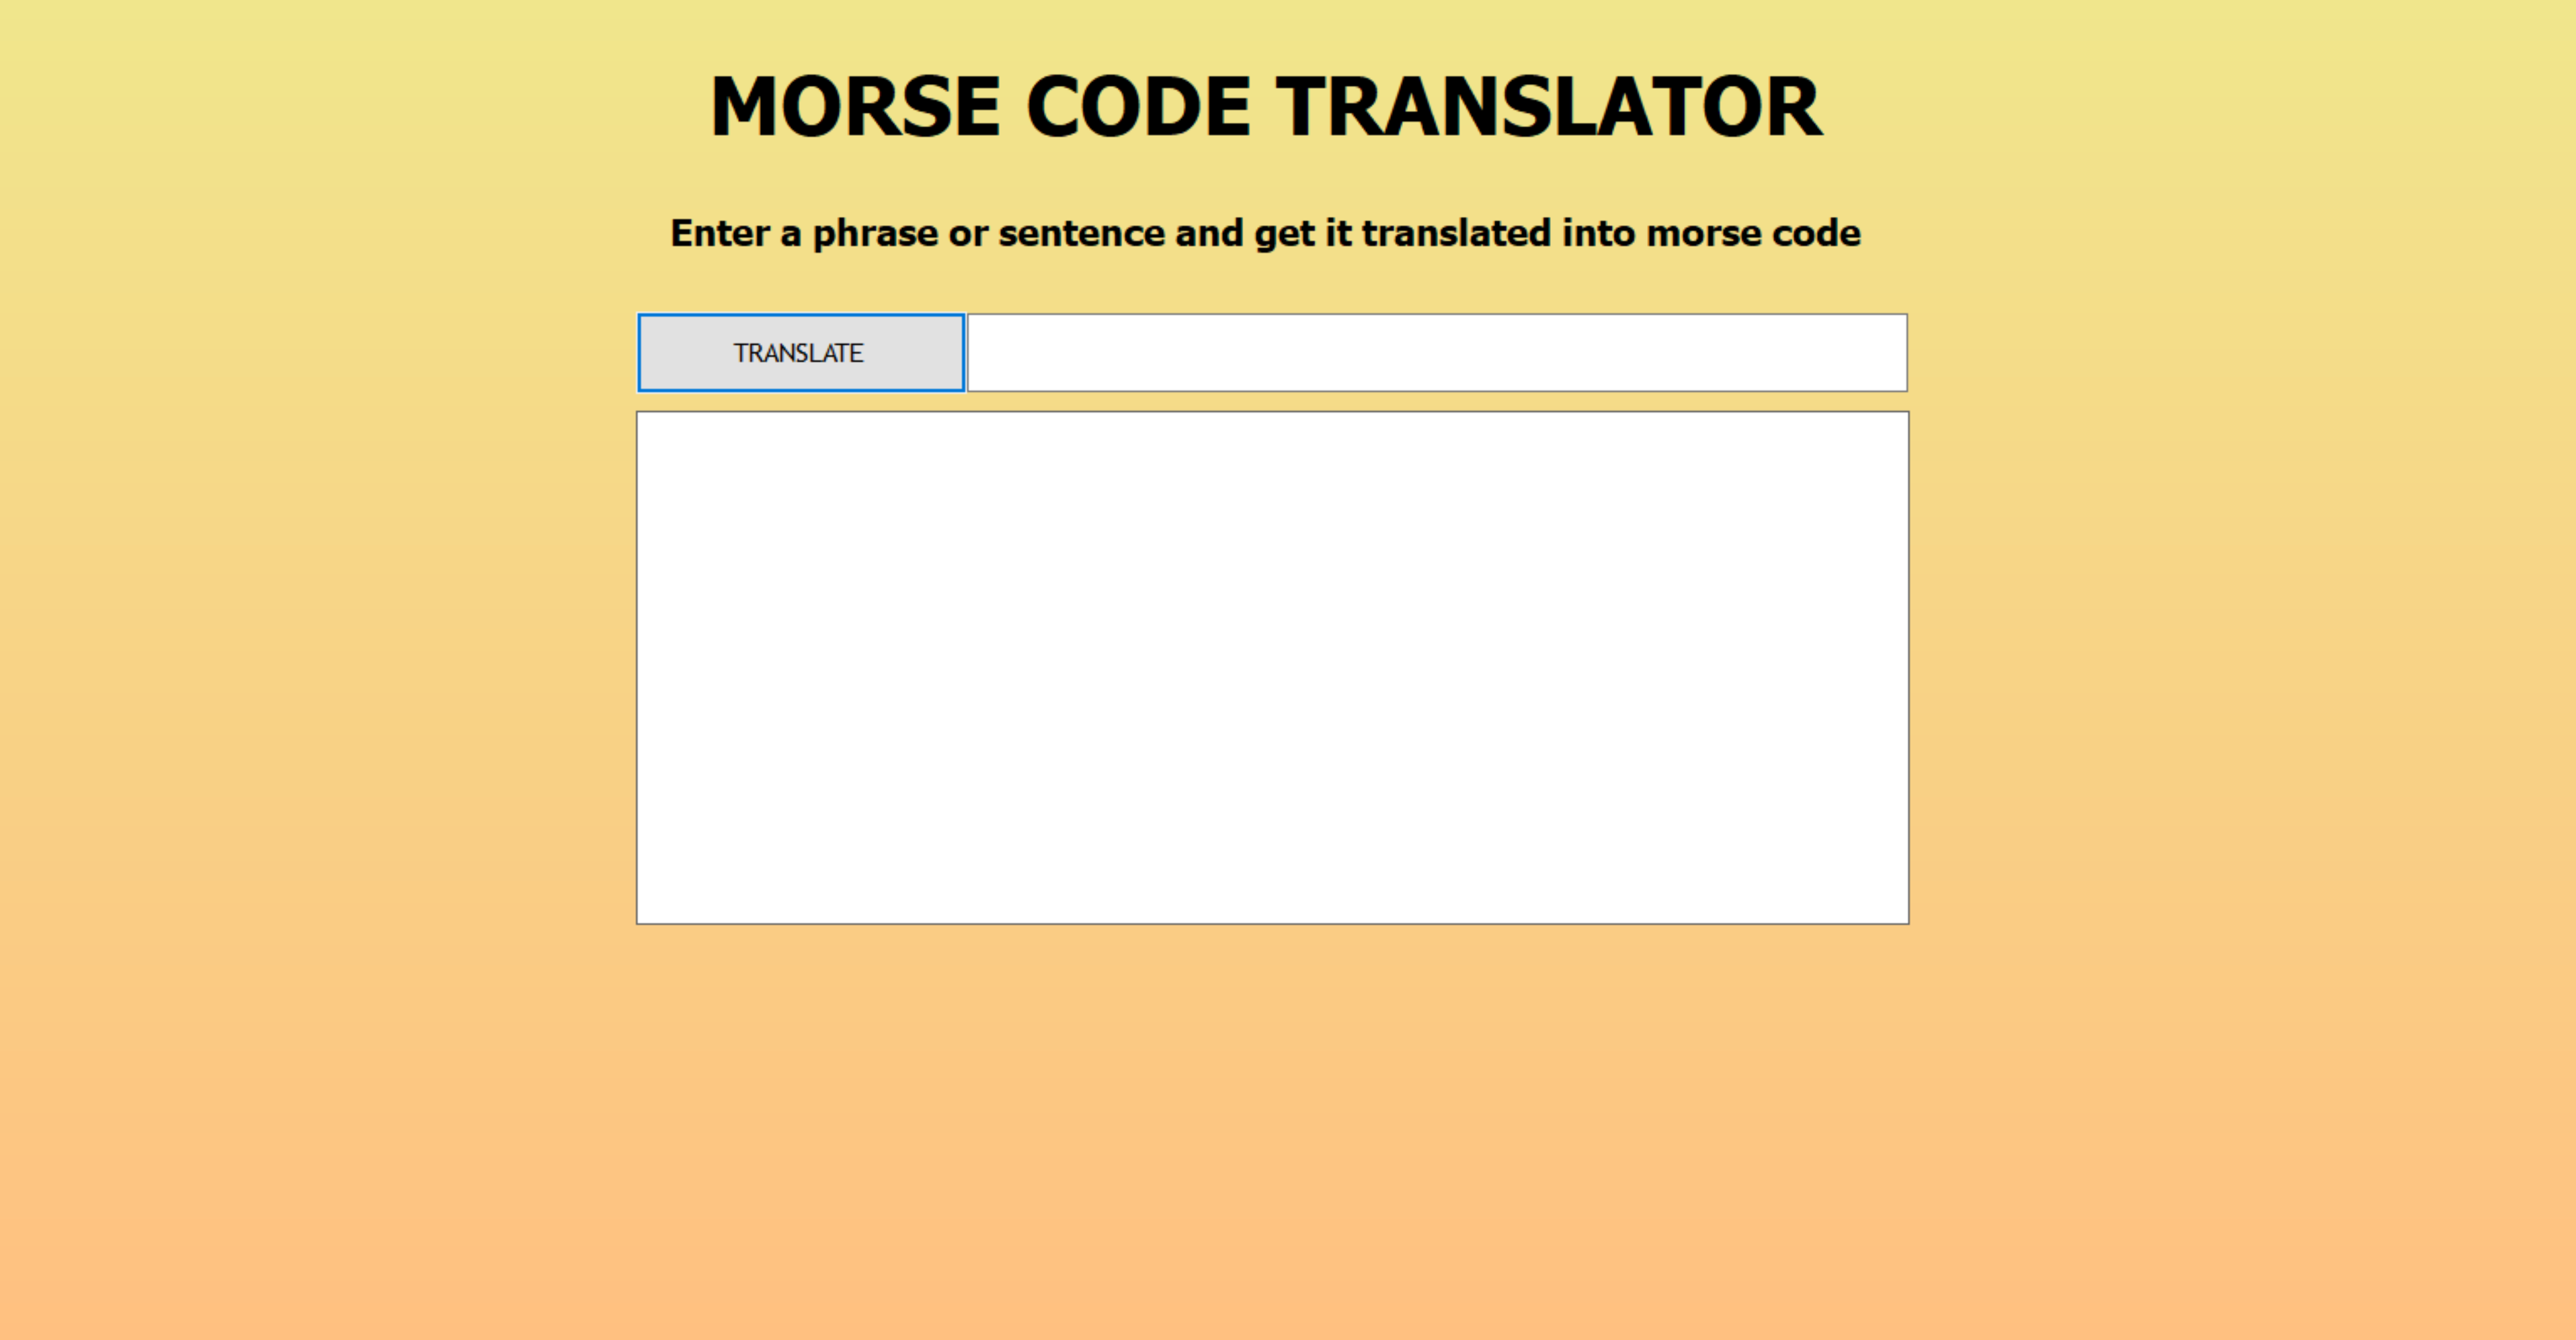 MORSE CODE TRANSLATOR
Enter a phrase or sentence and get it translated into morse code
TRANSLATE